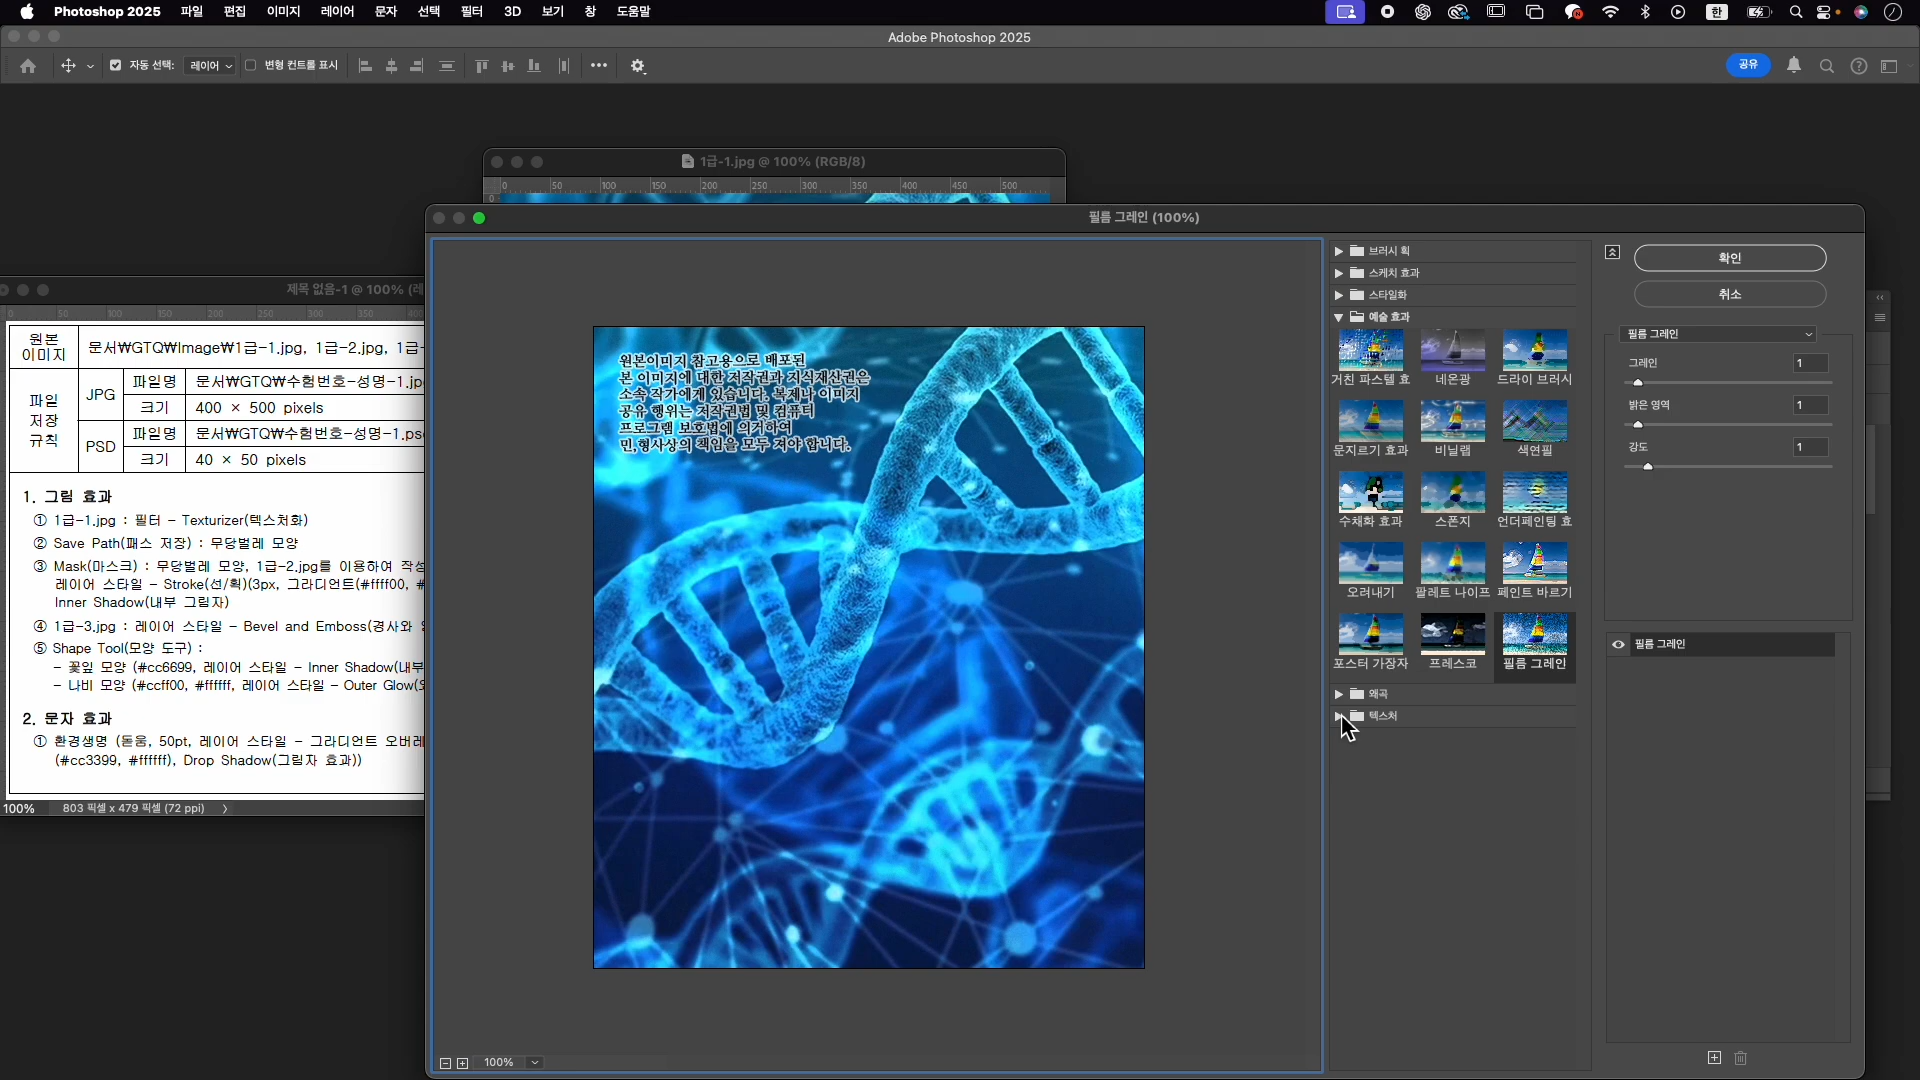 Photoshop 2025 파일 편집 이미지 레이어 문자 선택 필터 3D 보기 창 도움말 한
Adobe Photoshop 2025
자동 선택: 레이어 변형 컨트롤 표시 공유
1급-1.jpg @ 100% (RGB/8)
0 50 100 150 200 250 300 350 400 450 500
0
필름 그레인 (100%)
제목 없음-1 @ 100% (레
0 50 100 150 200 250 300 350 400
원본
이미지
문서₩GTQ₩Image₩1급-1.jpg, 1급-2.jpg, 1급-
파일
저장
규칙
JPG 파일명 문서₩GTQ₩수험번호-성명-1.jp
크기 400 × 500 pixels
PSD 파일명 문서₩GTQ₩수험번호-성명-1.ps
크기 40 × 50 pixels
1. 그림 효과
① 1급-1.jpg : 필터 - Texturizer(텍스처화)
② Save Path(패스 저장) : 무당벌레 모양
③ Mask(마스크) : 무당벌레 모양, 1급-2.jpg를 이용하여 작성
레이어 스타일 - Stroke(선/획)(3px, 그라디언트(#ffff00, #
Inner Shadow(내부 그림자)
④ 1급-3.jpg : 레이어 스타일 - Bevel and Emboss(경사와
⑤ Shape Tool(모양 도구) :
- 꽃잎 모양 (#cc6699, 레이어 스타일 - Inner Shadow(내부
- 나비 모양 (#ccff00, #ffffff, 레이어 스타일 - Outer Glow(
2. 문자 효과
① 환경생명 (돋움, 50pt, 레이어 스타일 - 그라디언트 오버레
(#cc3399, #ffffff), Drop Shadow(그림자 효과))
100% 803 픽셀 x 479 픽셀 (72 ppi)
원본이미지 참고용으로 배포된
본 이미지에 대한 저작권과 지식재산권은
소속 작가에게 있습니다. 복제나 이미지
공유 행위는 저작권법 및 컴퓨터
프로그램 보호법에 의거하여
민,형사상의 책임을 모두 져야 합니다.
100%
브러시 획
스케치 효과
스타일화
예술 효과
거친 파스텔 효 네온광 드라이 브러시
문지르기 효과 비닐랩 색연필
수채화 효과 스폰지 언더페인팅 효
오려내기 팔레트 나이프 페인트 바르기
포스터 가장자 프레스코 필름 그레인
왜곡
텍스처
확인
취소
필름 그레인
그레인 1
밝은 영역 1
강도 1
필름 그레인